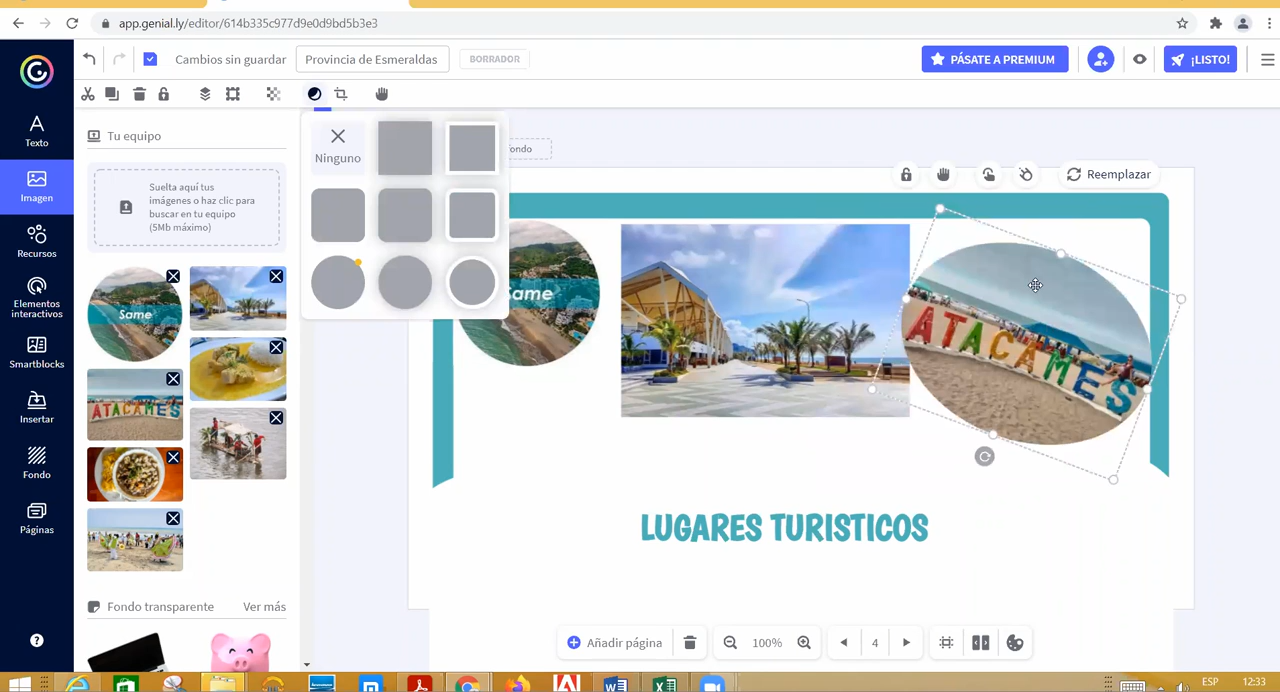 app.genial.ly/editor/614b335c977d9e0d9bd5b3e3
Cambios sin guardar
Provincia de Esmeraldas
BORRADOR
PÁSATE A PREMIUM
¡LISTO!
Texto
Imagen
Recursos
Elementos
interactivos
Smartblocks
Insertar
Fondo
Páginas
Tu equipo
Suelta aquí tus
imágenes o haz clic para
buscar en tu equipo
(5Mb máximo)
Same
ATACAMES
Fondo transparente
Ver más
Ninguno
ondo
Reemplazar
Same
ATACAMES
LUGARES TURISTICOS
Añadir página
100%
4
ESP
12:33